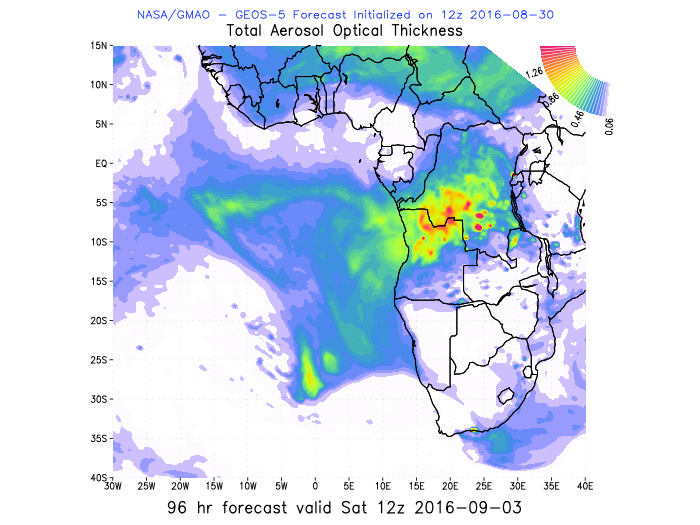 NASA/GMAO - GEOS-5 Forecast Initialized on 12z 2016-08-30
Total Aerosol Optical Thickness
15N
10N
5N
EQ
5S
10S
15S
20S
25S
30S
35S
40S
30W 25W 20W 15W 10W 5W 0 5E 10E 15E 20E 25E 30E 35E 40E
1.26
0.86
0.46
0.06
96 hr forecast valid Sat 12z 2016-09-03